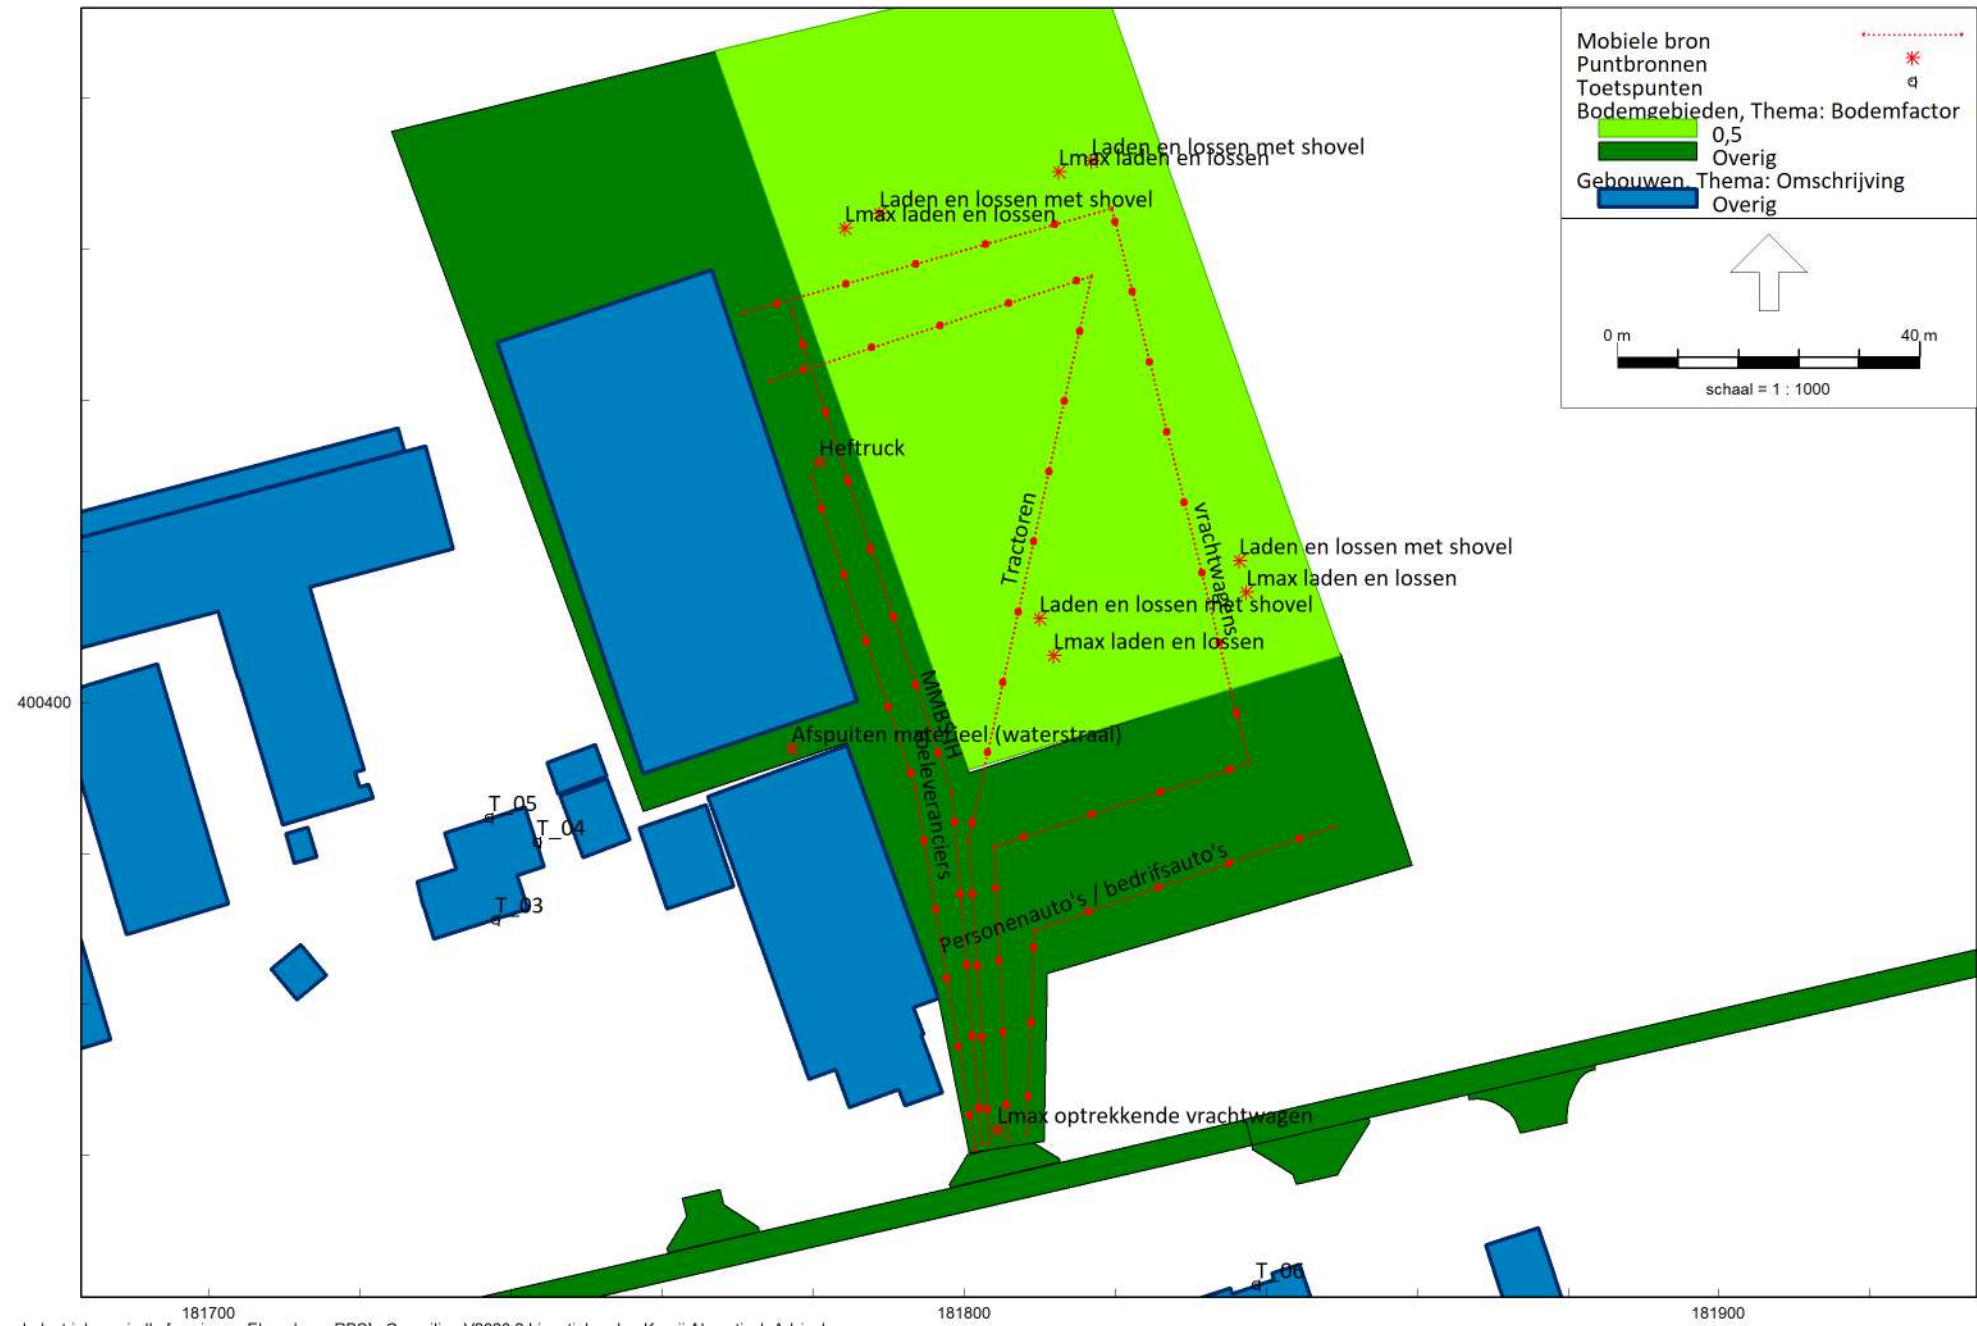 Mobiele bron
Puntbronnen
Toetspunten
Bodemgebieden, Thema: Bodemfactor
0,5
Overig
Gebouwen, Thema: Omschrijving
Overig
0 m
40 m
schaal = 1 : 1000
Laden en lossen met shovel
Lmax laden en lossen
Laden en lossen met shovel
Lmax laden en lossen
Heftruck
Tractoren
vrachtwagens
Laden en lossen met shovel
Lmax laden en lossen
Laden en lossen met shovel
Lmax laden en lossen
400400
Afspuiten materieel (waterstraal)
toeleveranciers
T_05
T_04
T_03
Personenauto's / bedrijfsauto's
Lmax optrekkende vrachtwagen
T_06
181700
181800
181900